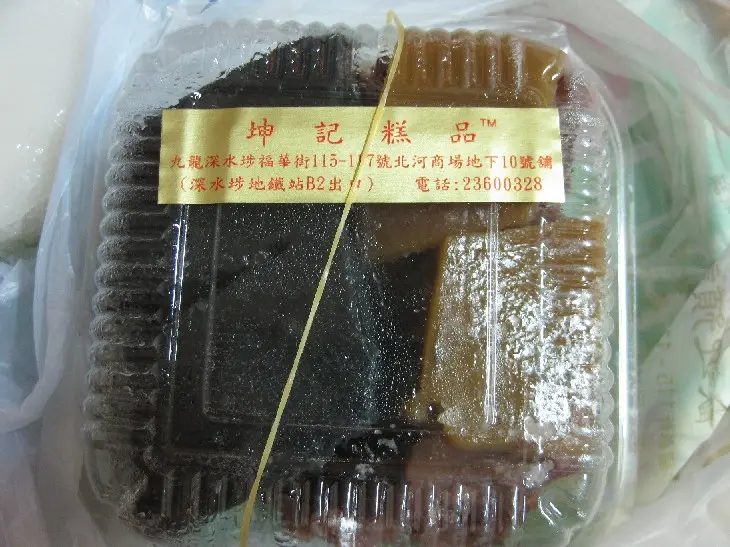 坤記糕品™
九龍深水埗福華街115-117號北河商場地下10號鋪
(深水埗地鐵站B2出口) 電話:23600328